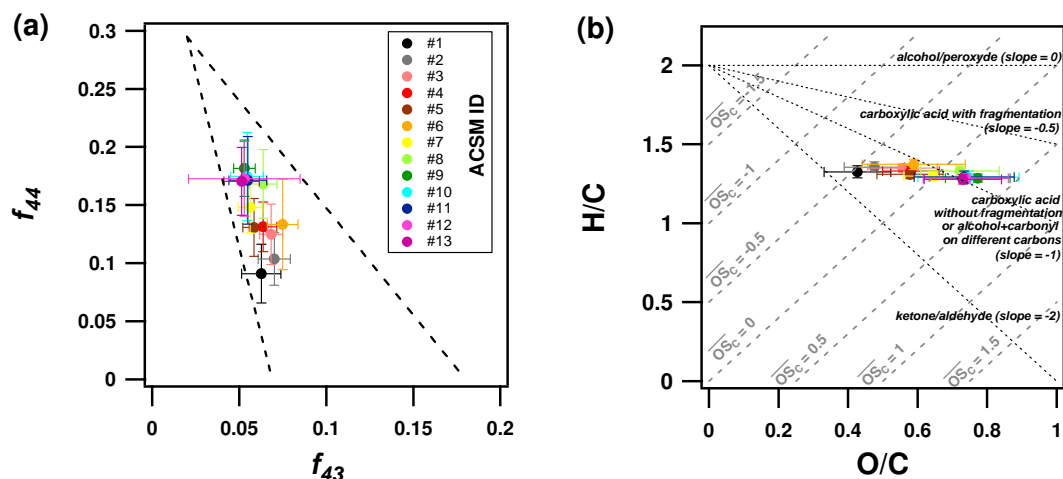 (a)
0.3
0.25
0.2
0.15
0.1
0.05
0
f44
0
0.05
0.1
0.15
0.2
f43
#1
#2
#3
#4
#5
#6
#7
#8
#9
#10
#11
#12
#13
ACSM ID
(b)
2
1.5
1
0.5
0
H/C
0
0.2
0.4
0.6
0.8
1
O/C
alcohol/peroxyde (slope = 0)
carboxylic acid with fragmentation
(slope = -0.5)
carboxylic acid
without fragmentation
or alcohol+carbonyl
on different carbons
(slope = -1)
ketone/aldehyde (slope = -2)
OSC = -1.5
OSC = -1
OSC = -0.5
OSC = 0
OSC = 0.5
OSC = 1
OSC = 1.5